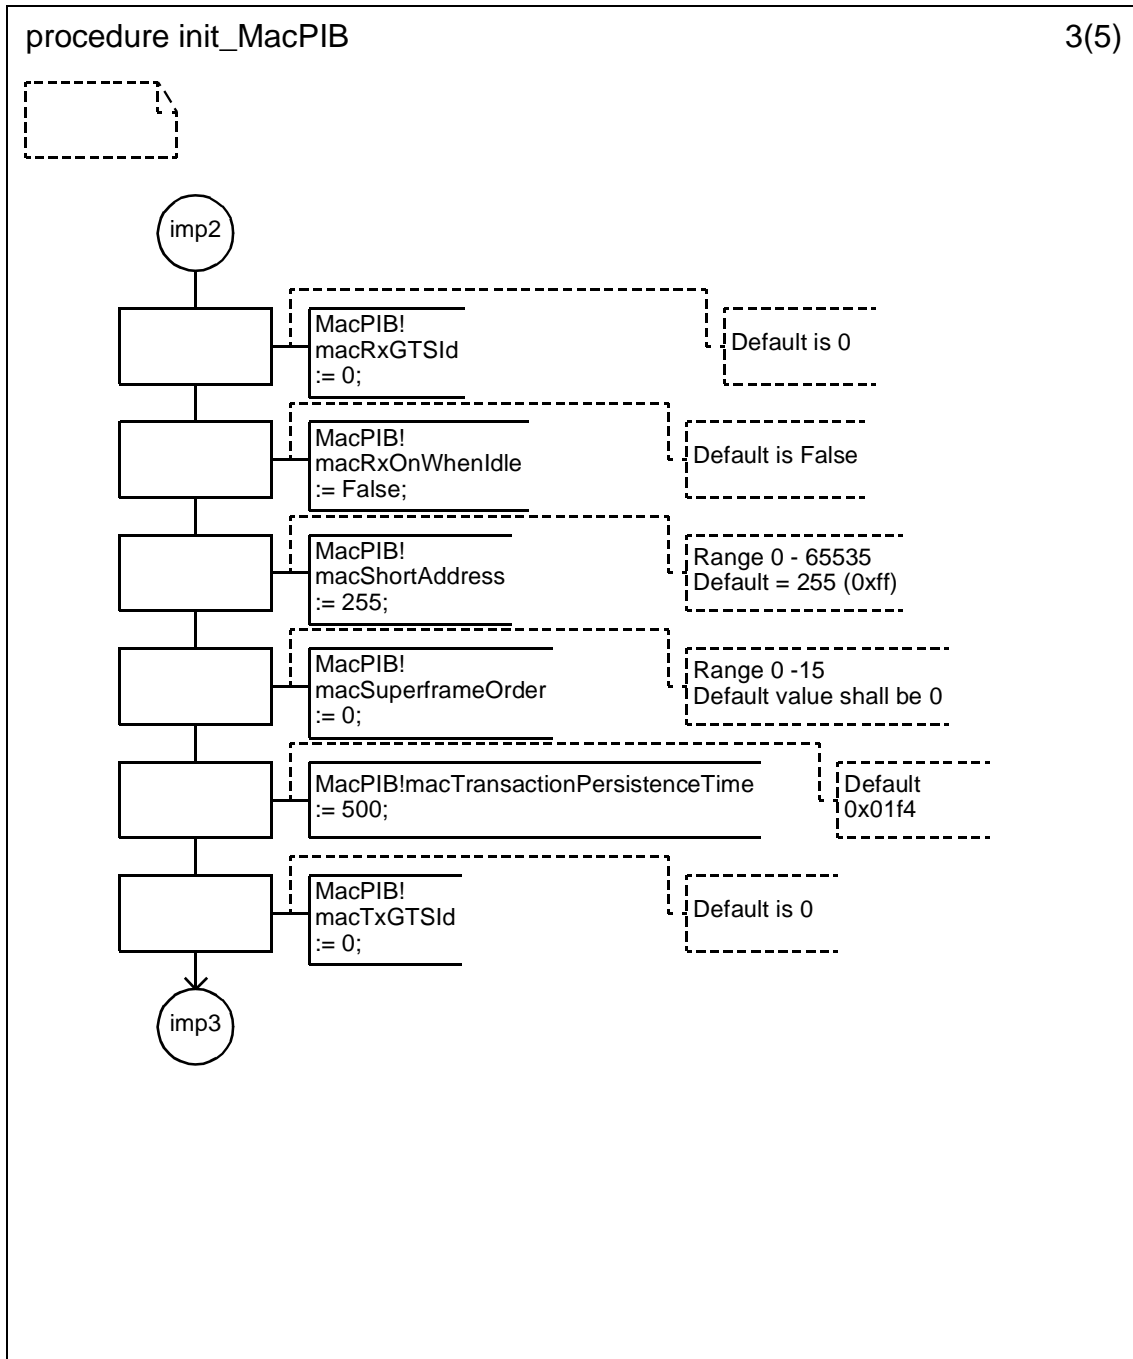 procedure init_MacPIB 3(5)
imp2
MacPIB!
macRxGTSId
:= 0;
Default is 0
MacPIB!
macRxOnWhenIdle
:= False;
Default is False
MacPIB!
macShortAddress
:= 255;
Range 0 - 65535
Default = 255 (0xff)
MacPIB!
macSuperframeOrder
:= 0;
Range 0 -15
Default value shall be 0
MacPIB!macTransactionPersistenceTime
:= 500;
Default
0x01f4
MacPIB!
macTxGTSId
:= 0;
Default is 0
imp3